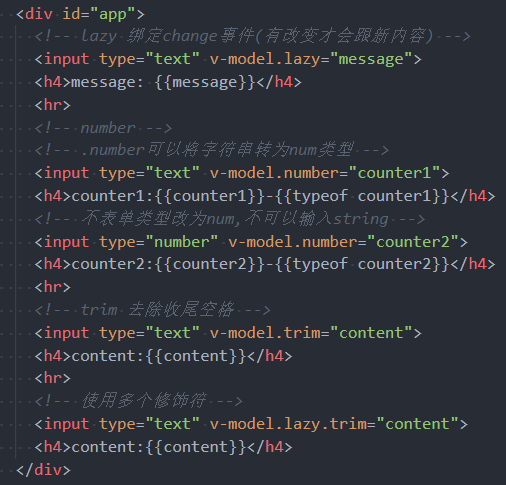 <div id="app">
<!-- lazy 绑定change事件(有改变才会跟新内容) -->
<input type="text" v-model.lazy="message">
<h4>message: {{message}}</h4>
<hr>
<!-- number -->
<!-- .number可以将字符串转为num类型 -->
<input type="text" v-model.number="counter1">
<h4>counter1:{{counter1}}-{{typeof counter1}}</h4>
<!-- 不表单类型改为num,不可以输入string -->
<input type="number" v-model.number="counter2">
<h4>counter2:{{counter2}}-{{typeof counter2}}</h4>
<hr>
<!-- trim 去除收尾空格 -->
<input type="text" v-model.trim="content">
<h4>content:{{content}}</h4>
<hr>
<!-- 使用多个修饰符 -->
<input type="text" v-model.lazy.trim="content">
<h4>content:{{content}}</h4>
</div>